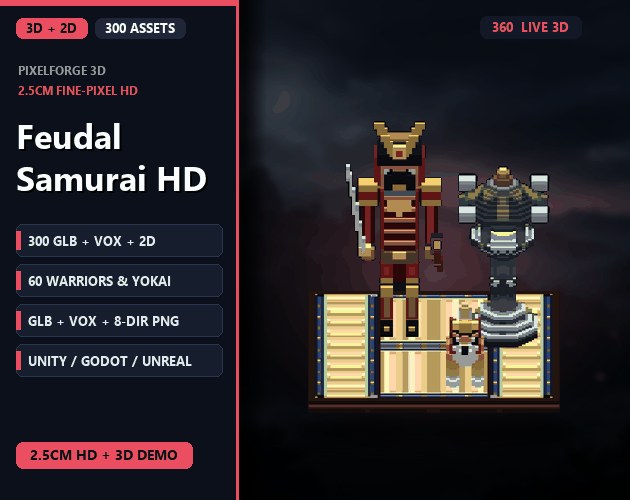 3D + 2D
300 ASSETS
360 LIVE 3D
PIXELFORGE 3D
2.5CM FINE-PIXEL HD
Feudal
Samurai HD
300 GLB + VOX + 2D
60 WARRIORS & YOKAI
GLB + VOX + 8-DIR PNG
UNITY / GODOT / UNREAL
2.5CM HD + 3D DEMO